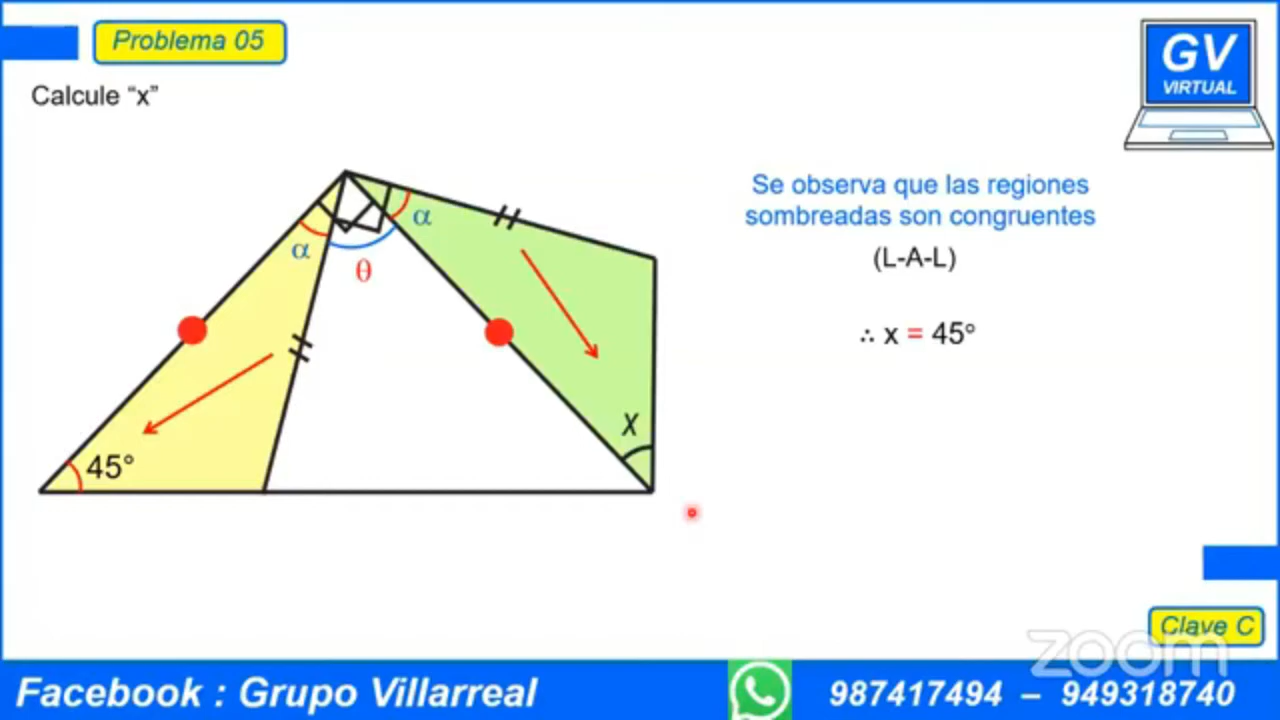 Problema 05
GV
VIRTUAL
Calcule “x”
Se observa que las regiones
sombreadas son congruentes
(L-A-L)
∴ x = 45°
α
α
θ
X
45°
Clave C
zoom
Facebook : Grupo Villarreal
987417494 – 949318740